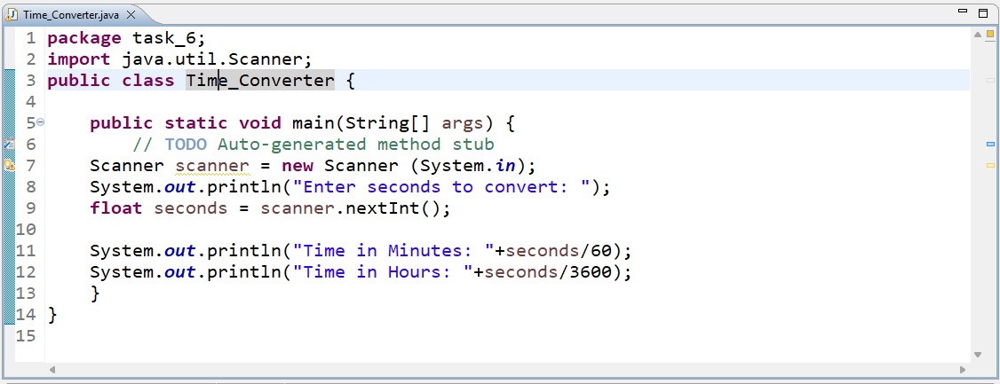 Time_Converter.java
1 package task_6;
2 import java.util.Scanner;
3 public class Time_Converter {
4
5 public static void main(String[] args) {
6 // TODO Auto-generated method stub
7 Scanner scanner = new Scanner (System.in);
8 System.out.println("Enter seconds to convert: ");
9 float seconds = scanner.nextInt();
10
11 System.out.println("Time in Minutes: "+seconds/60);
12 System.out.println("Time in Hours: "+seconds/3600);
13 }
14 }
15